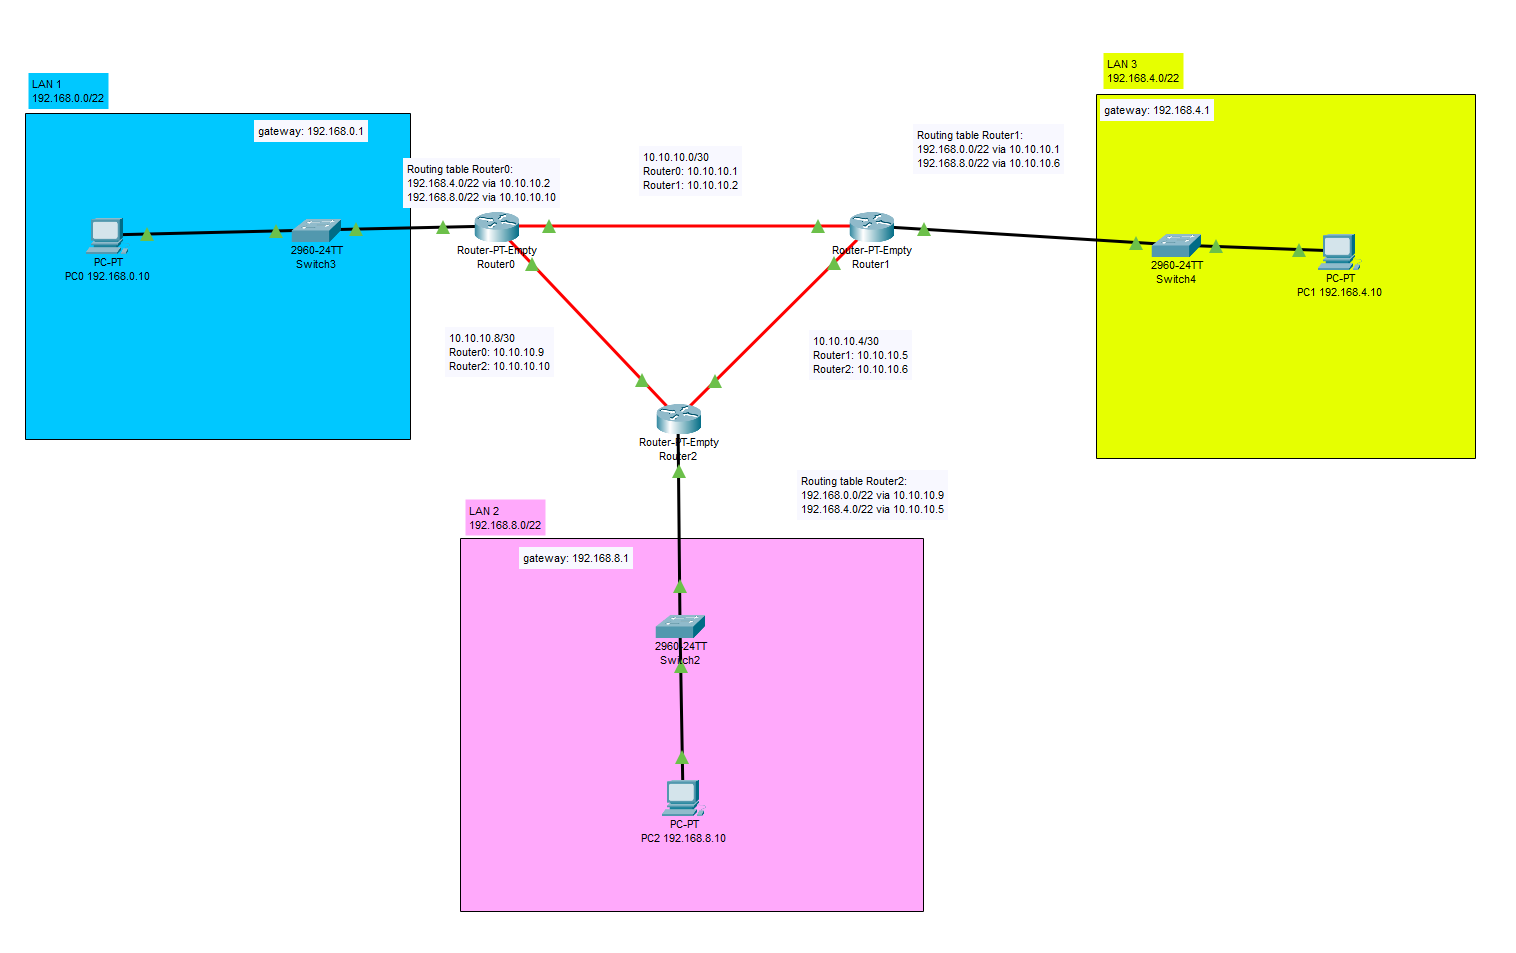 LAN 1
192.168.0.0/22
gateway: 192.168.0.1
PC-PT
PC0 192.168.0.10
2960-24TT
Switch3
Routing table Router0:
192.168.4.0/22 via 10.10.10.2
192.168.8.0/22 via 10.10.10.10
Router-PT-Empty
Router0
10.10.10.0/30
Router0: 10.10.10.1
Router1: 10.10.10.2
Routing table Router1:
192.168.0.0/22 via 10.10.10.1
192.168.8.0/22 via 10.10.10.6
Router-PT-Empty
Router1
LAN 3
192.168.4.0/22
gateway: 192.168.4.1
2960-24TT
Switch4
PC-PT
PC1 192.168.4.10
10.10.10.8/30
Router0: 10.10.10.9
Router2: 10.10.10.10
10.10.10.4/30
Router1: 10.10.10.5
Router2: 10.10.10.6
Router-PT-Empty
Router2
Routing table Router2:
192.168.0.0/22 via 10.10.10.9
192.168.4.0/22 via 10.10.10.5
LAN 2
192.168.8.0/22
gateway: 192.168.8.1
2960-24TT
Switch2
PC-PT
PC2 192.168.8.10